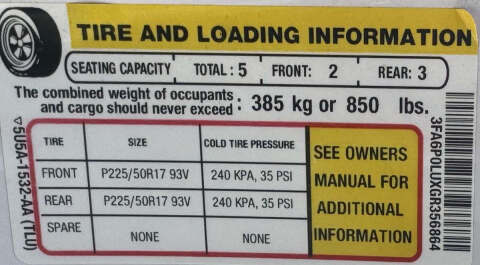 TIRE AND LOADING INFORMATION
SEATING CAPACITY TOTAL : 5 FRONT: 2 REAR: 3
The combined weight of occupants
and cargo should never exceed : 385 kg or 850 lbs.
TIRE SIZE COLD TIRE PRESSURE
FRONT P225/50R17 93V 240 KPA, 35 PSI
REAR P225/50R17 93V 240 KPA, 35 PSI
SPARE NONE NONE
SEE OWNERS
MANUAL FOR
ADDITIONAL
INFORMATION
5U5A-1532-AA (TLU)
3FA6P0LUXGR356864